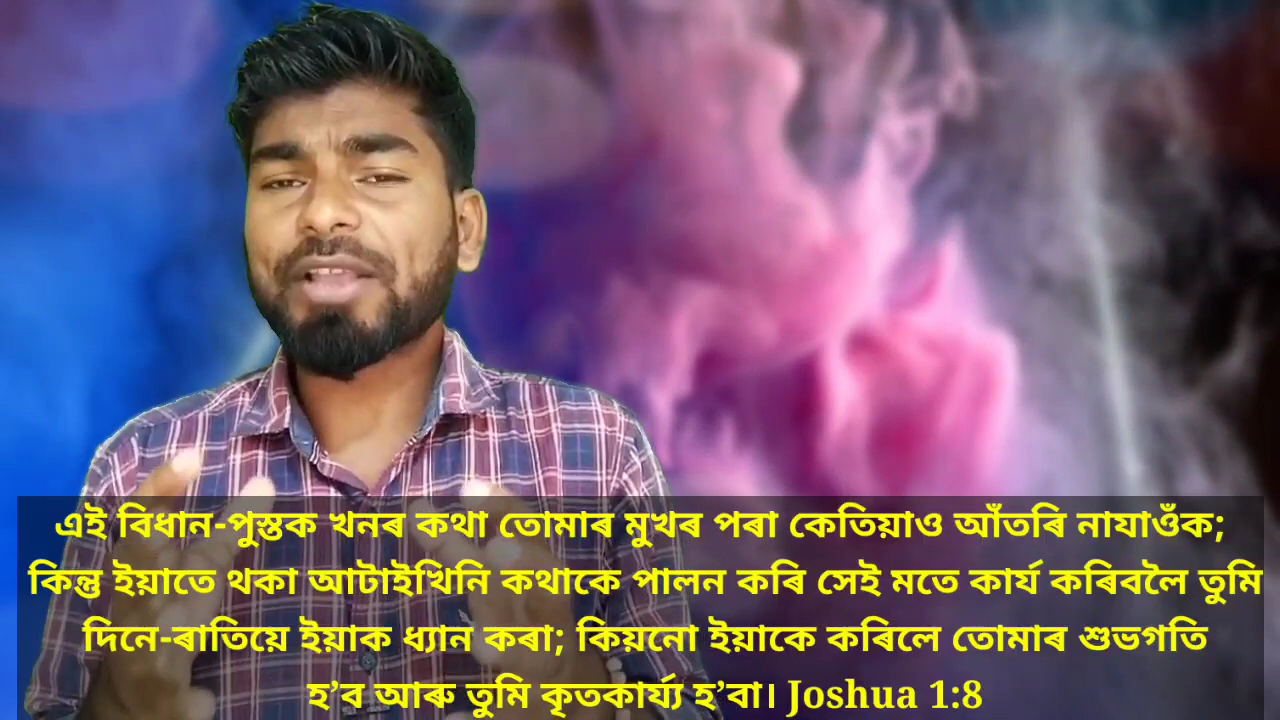 এই বিধান-পুস্তক খনৰ কথা তোমাৰ মুখৰ পৰা কেতিয়াও আঁতৰি নাযাওঁক;
কিন্তু ইয়াতে থকা আটাইখিনি কথাকে পালন কৰি সেই মতে কাৰ্য কৰিবলৈ তুমি
দিনে-ৰাতিয়ে ইয়াক ধ্যান কৰা; কিয়নো ইয়াকে কৰিলে তোমাৰ শুভগতি
হ’ব আৰু তুমি কৃতকাৰ্য্য হ’বা। Joshua 1:8